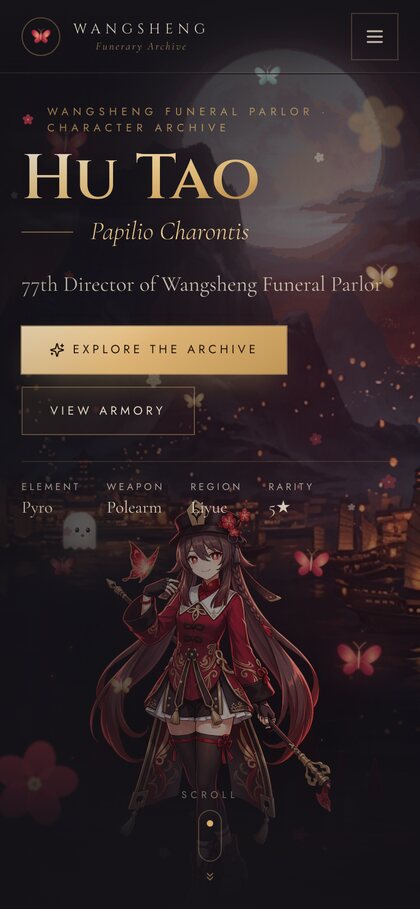 WANGSHENG
Funerary Archive
WANGSHENG FUNERAL PARLOR ·
CHARACTER ARCHIVE
HU TAO
Papilio Charontis
77th Director of Wangsheng Funeral Parlor
EXPLORE THE ARCHIVE
VIEW ARMORY
ELEMENT WEAPON REGION RARITY
Pyro Polearm Liyue 5★
SCROLL